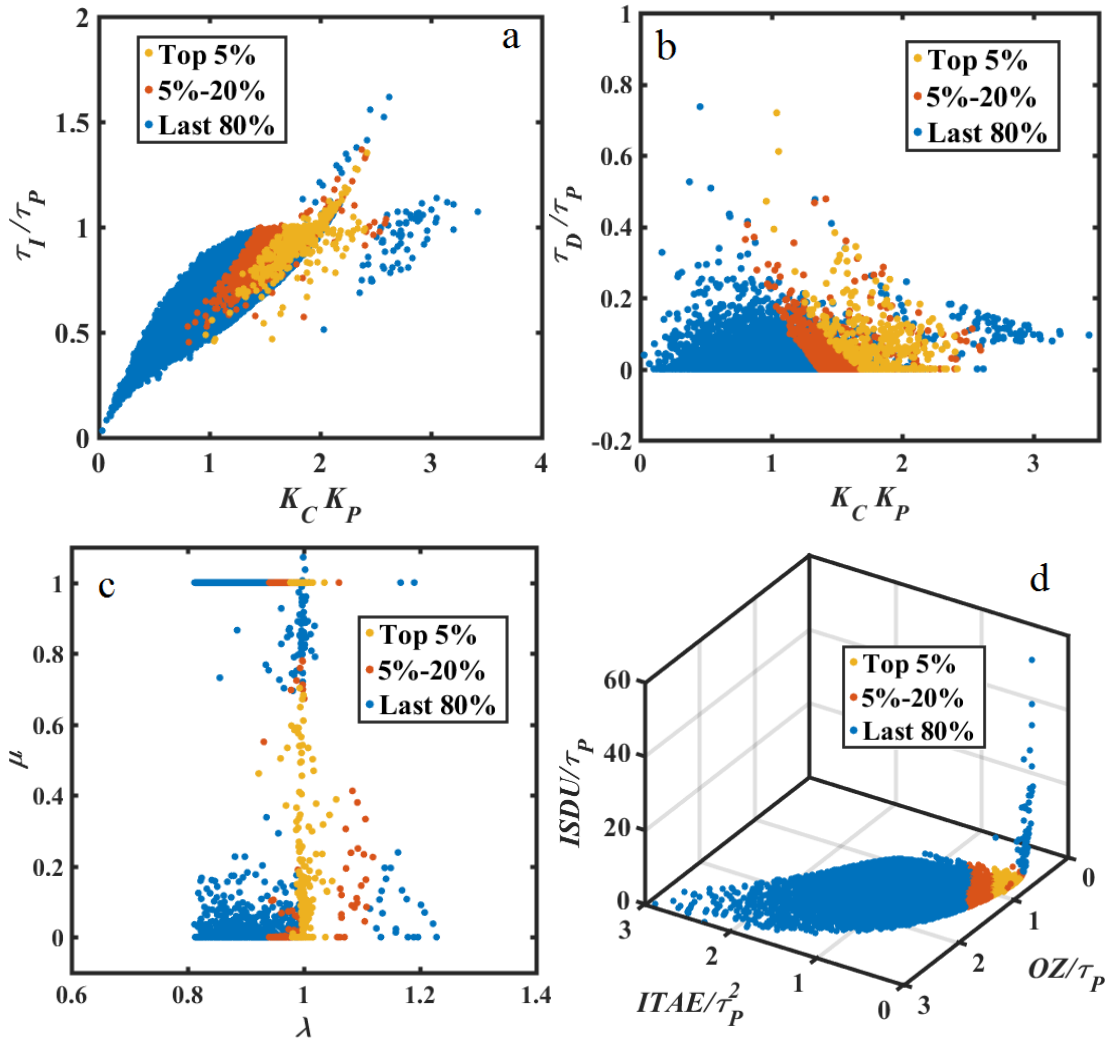 a
2
1.5
1
0.5
0
τ_I/τ_P
Top 5%
5%-20%
Last 80%
0 1 2 3 4
K_C K_P
b
1
0.8
0.6
0.4
0.2
0
-0.2
τ_D/τ_P
Top 5%
5%-20%
Last 80%
0 1 2 3
K_C K_P
c
1
0.8
0.6
0.4
0.2
0
μ
Top 5%
5%-20%
Last 80%
0.6 0.8 1 1.2 1.4
λ
d
60
40
20
0
ISDU/τ_P
Top 5%
5%-20%
Last 80%
3 2 1 0
ITAE/τ_P^2
3 2 1 0
OZ/τ_P